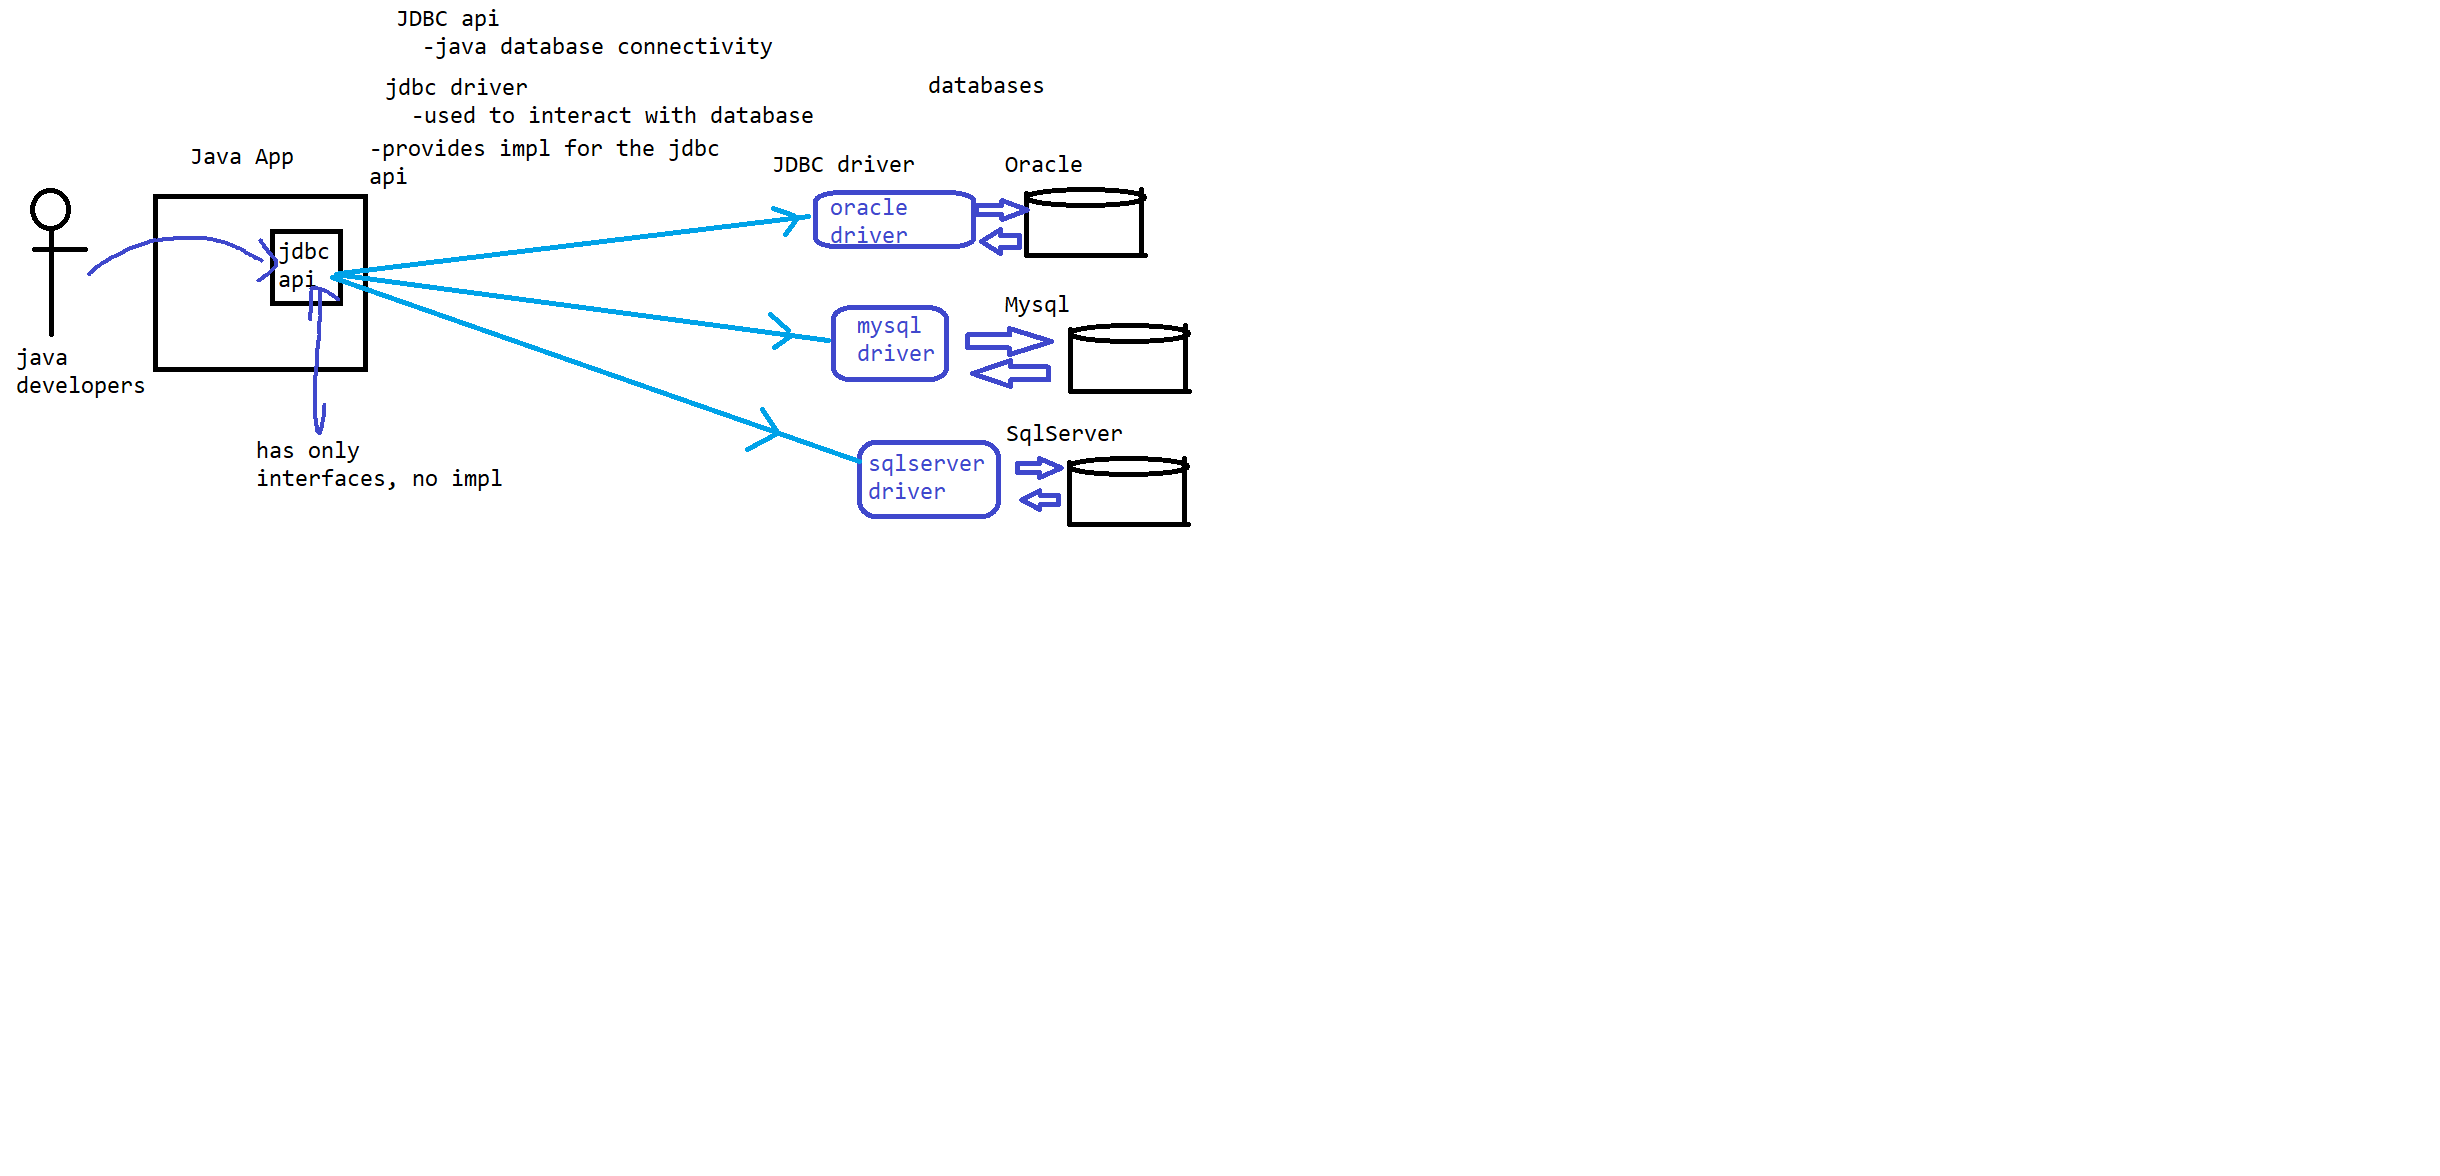 JDBC api
-java database connectivity
jdbc driver
-used to interact with database
-provides impl for the jdbc
api
databases
Java App
JDBC driver
Oracle
oracle
driver
jdbc
api
Mysql
mysql
driver
java
developers
SqlServer
sqlserver
driver
has only
interfaces, no impl